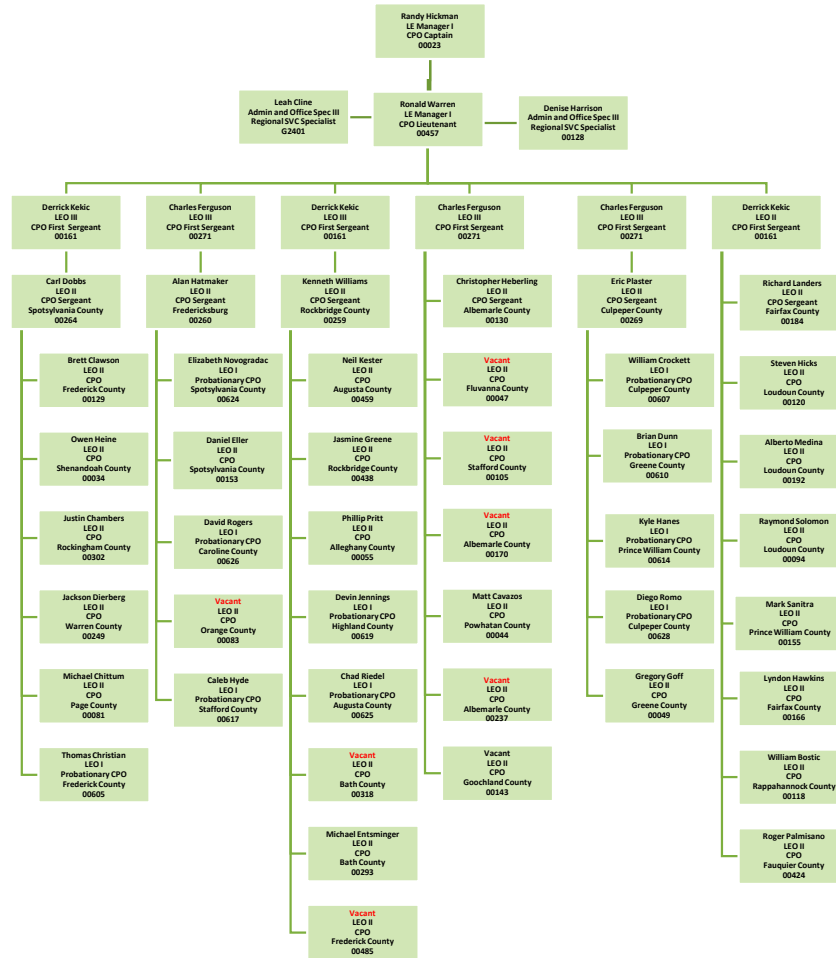 Randy Hickman
LE Manager I
CPO Captain
00023
Leah Cline
Admin and Office Spec III
Regional SVC Specialist
G2401
Ronald Warren
LE Manager I
CPO Lieutenant
00457
Denise Harrison
Admin and Office Spec III
Regional SVC Specialist
00128
Derrick Kekic
LEO III
CPO First Sergeant
00161
Carl Dobbs
LEO II
CPO Sergeant
Spotsylvania County
00264
Brett Clawson
LEO II
CPO
Frederick County
00129
Owen Heine
LEO II
CPO
Shenandoah County
00034
Justin Chambers
LEO II
CPO
Rockingham County
00302
Jackson Dierberg
LEO II
CPO
Warren County
00249
Michael Chittum
LEO II
CPO
Page County
00081
Thomas Christian
LEO I
Probationary CPO
Frederick County
00605
Charles Ferguson
LEO III
CPO First Sergeant
00271
Alan Hatmaker
LEO II
CPO Sergeant
Fredericksburg
00260
Elizabeth Novogradac
LEO I
Probationary CPO
Spotsylvania County
00624
Daniel Eller
LEO II
CPO
Spotsylvania County
00153
David Rogers
LEO I
Probationary CPO
Caroline County
00626
Vacant
LEO II
CPO
Orange County
00083
Caleb Hyde
LEO I
Probationary CPO
Stafford County
00617
Derrick Kekic
LEO III
CPO First Sergeant
00161
Kenneth Williams
LEO II
CPO Sergeant
Rockbridge County
00259
Neil Kester
LEO II
CPO
Augusta County
00459
Jasmine Greene
LEO II
CPO
Rockbridge County
00438
Phillip Pritt
LEO II
CPO
Alleghany County
00055
Devin Jennings
LEO I
Probationary CPO
Highland County
00619
Chad Riedel
LEO I
Probationary CPO
Augusta County
00625
Vacant
LEO II
CPO
Bath County
00318
Michael Entsminger
LEO II
CPO
Bath County
00293
Vacant
LEO II
CPO
Frederick County
00485
Charles Ferguson
LEO III
CPO First Sergeant
00271
Christopher Heberling
LEO II
CPO Sergeant
Albemarle County
00130
Vacant
LEO II
CPO
Fluvanna County
00047
Vacant
LEO II
CPO
Stafford County
00105
Vacant
LEO II
CPO
Albemarle County
00170
Matt Cavazos
LEO II
CPO
Powhatan County
00044
Vacant
LEO II
CPO
Albemarle County
00237
Vacant
LEO II
CPO
Goochland County
00143
Charles Ferguson
LEO III
CPO First Sergeant
00271
Eric Plaster
LEO II
CPO Sergeant
Culpeper County
00269
William Crockett
LEO I
Probationary CPO
Culpeper County
00607
Brian Dunn
LEO I
Probationary CPO
Greene County
00610
Kyle Hanes
LEO I
Probationary CPO
Prince William County
00614
Diego Romo
LEO I
Probationary CPO
Culpeper County
00628
Gregory Goff
LEO II
CPO
Greene County
00049
Derrick Kekic
LEO II
CPO First Sergeant
00161
Richard Landers
LEO II
CPO Sergeant
Fairfax County
00184
Steven Hicks
LEO II
CPO
Loudoun County
00120
Alberto Medina
LEO II
CPO
Loudoun County
00192
Raymond Solomon
LEO II
CPO
Loudoun County
00094
Mark Sanitra
LEO II
CPO
Prince William County
00155
Lyndon Hawkins
LEO II
CPO
Fairfax County
00166
William Bostic
LEO II
CPO
Rappahannock County
00118
Roger Palmisano
LEO II
CPO
Fauquier County
00424